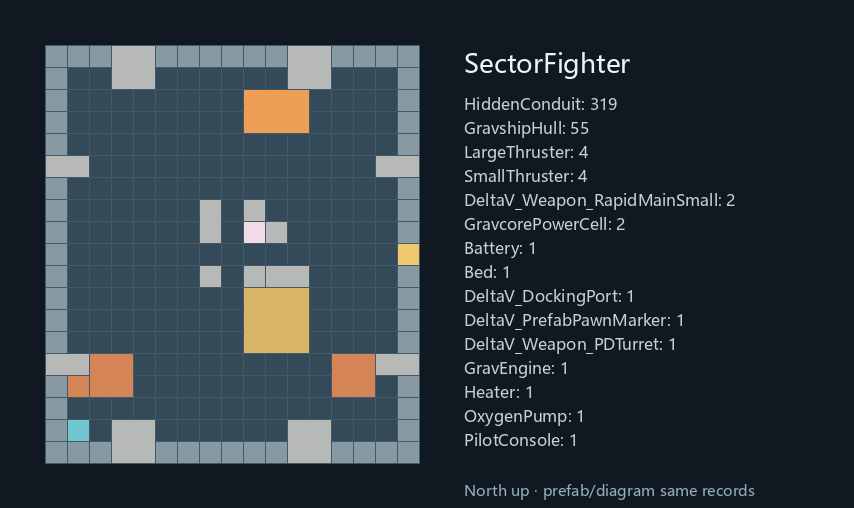 SectorFighter
HiddenConduit: 319
GravshipHull: 55
LargeThruster: 4
SmallThruster: 4
DeltaV_Weapon_RapidMainSmall: 2
GravcorePowerCell: 2
Battery: 1
Bed: 1
DeltaV_DockingPort: 1
DeltaV_PrefabPawnMarker: 1
DeltaV_Weapon_PDTurret: 1
GravEngine: 1
Heater: 1
OxygenPump: 1
PilotConsole: 1
North up · prefab/diagram same records